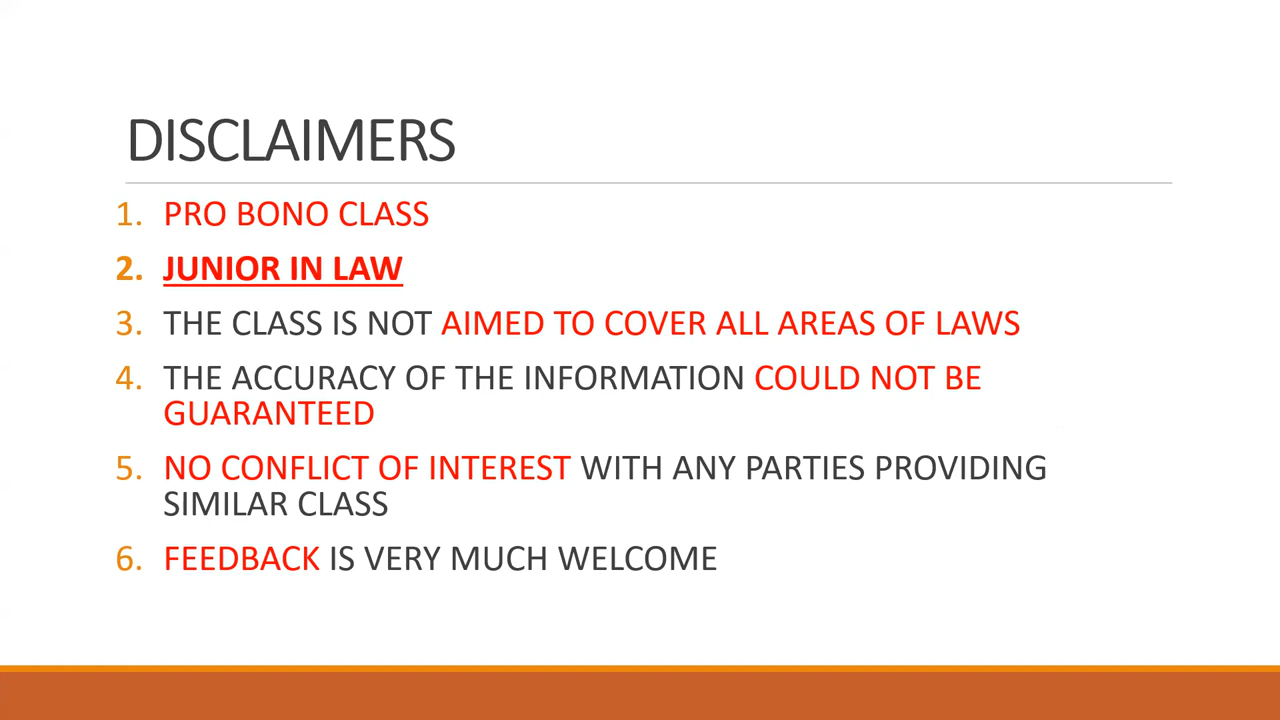 DISCLAIMERS
1. PRO BONO CLASS
2. JUNIOR IN LAW
3. THE CLASS IS NOT AIMED TO COVER ALL AREAS OF LAWS
4. THE ACCURACY OF THE INFORMATION COULD NOT BE
GUARANTEED
5. NO CONFLICT OF INTEREST WITH ANY PARTIES PROVIDING
SIMILAR CLASS
6. FEEDBACK IS VERY MUCH WELCOME